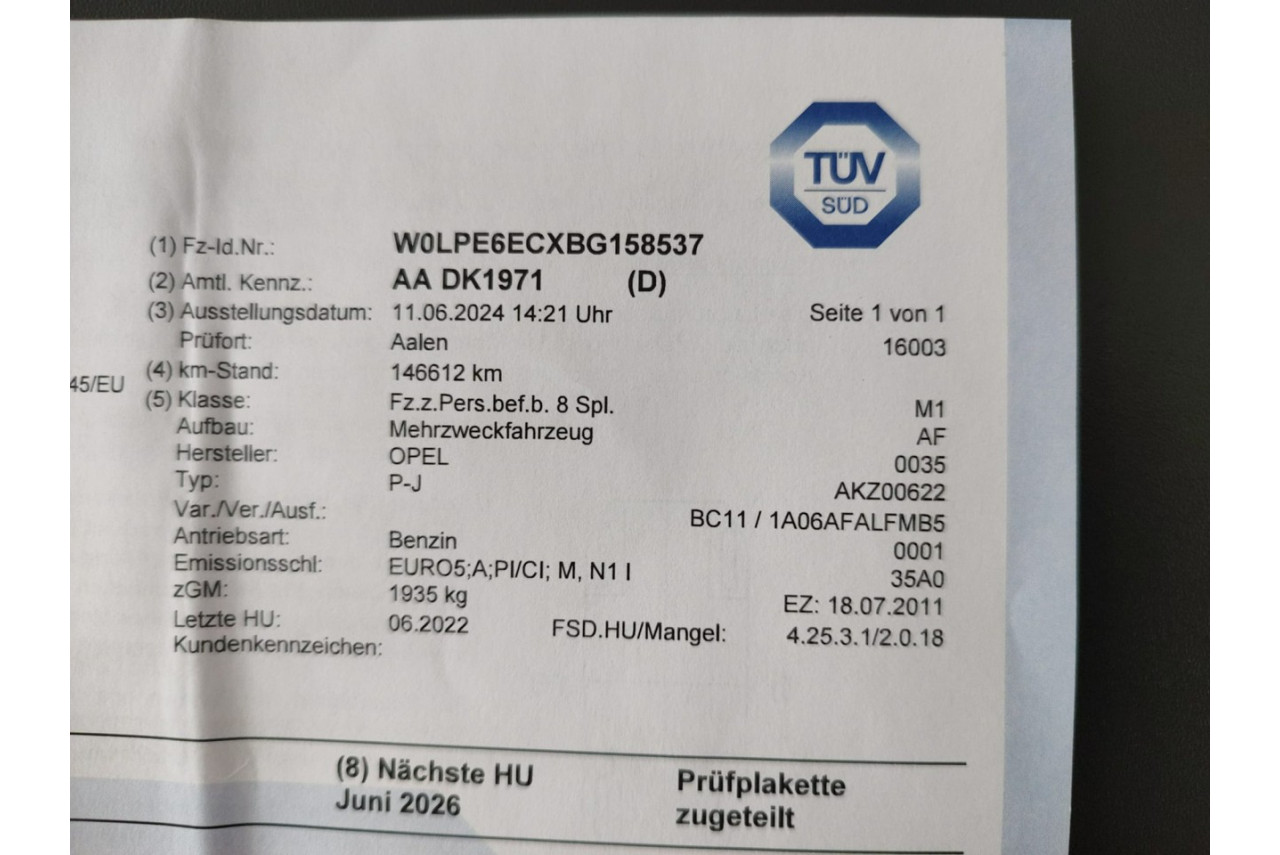 TÜV
SÜD
(1) Fz-Id.Nr.: W0LPE6ECXBG158537
(2) Amtl. Kennz.: AA DK1971 (D)
(3) Ausstellungsdatum: 11.06.2024 14:21 Uhr Seite 1 von 1
Prüfort: Aalen 16003
45/EU (4) km-Stand: 146612 km
(5) Klasse: Fz.z.Pers.bef.b. 8 Spl. M1
Aufbau: Mehrzweckfahrzeug AF
Hersteller: OPEL 0035
Typ: P-J AKZ00622
Var./Ver./Ausf.: BC11 / 1A06AFALFMB5
Antriebsart: Benzin 0001
Emissionsschl: EURO5;A;PI/CI; M, N1 I 35A0
zGM: 1935 kg EZ: 18.07.2011
Letzte HU: 06.2022 FSD.HU/Mangel: 4.25.3.1/2.0.18
Kundenkennzeichen:
(8) Nächste HU Prüfplakette
Juni 2026 zugeteilt